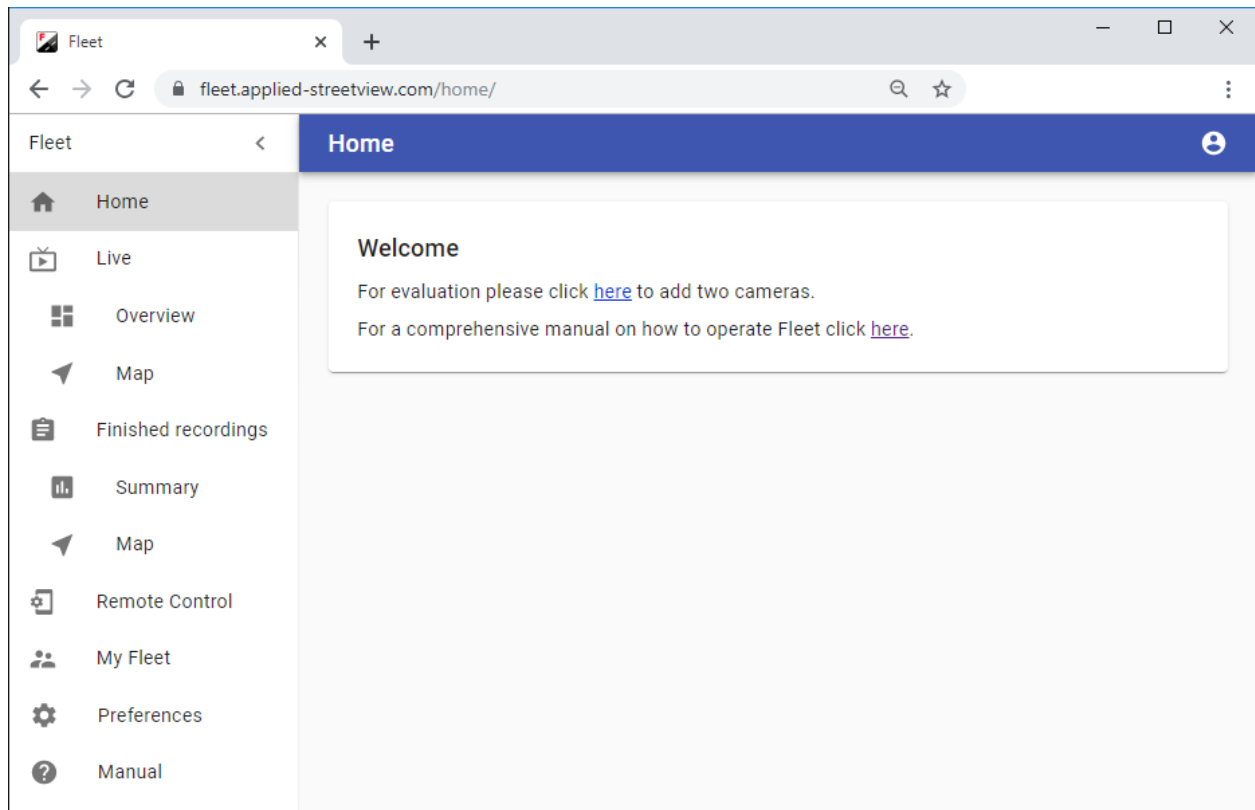 Fleet
fleet.applied-streetview.com/home/
Fleet
Home
Home
Live
Overview
Map
Finished recordings
Summary
Map
Remote Control
My Fleet
Preferences
Manual
Welcome
For evaluation please click here to add two cameras.
For a comprehensive manual on how to operate Fleet click here.